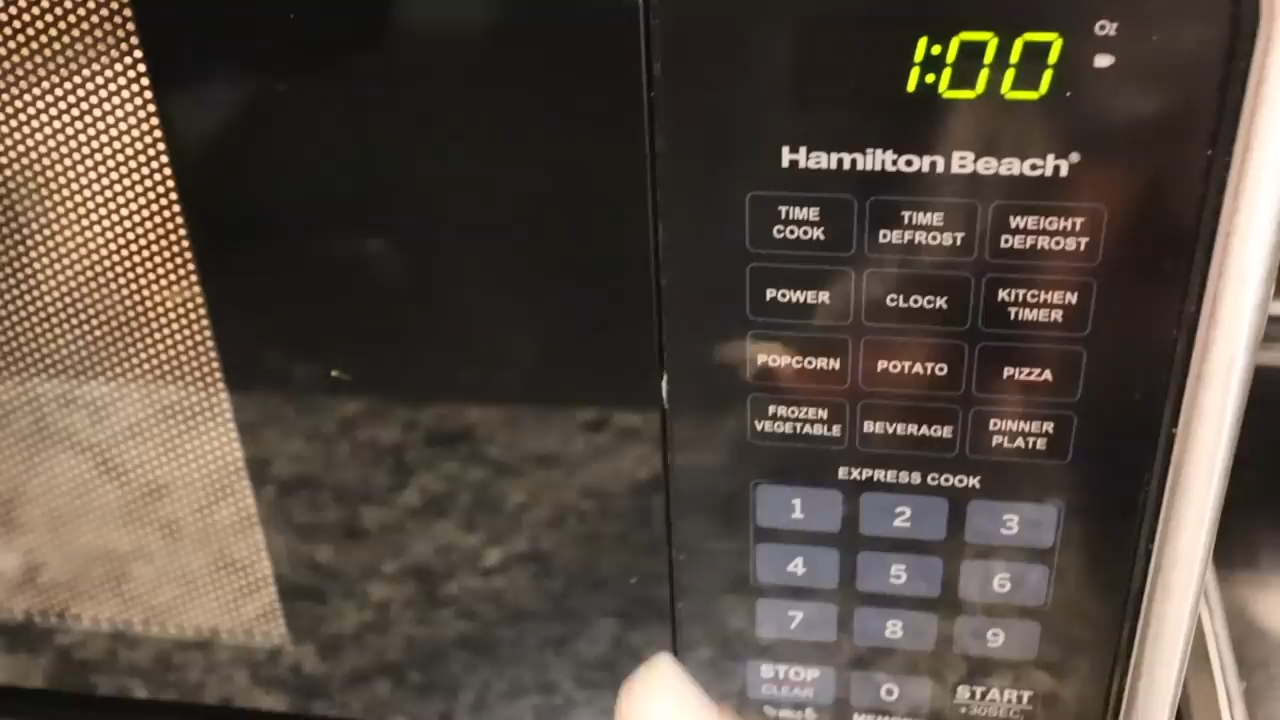 1:00
Oz
Hamilton Beach®
TIME COOK
TIME DEFROST
WEIGHT DEFROST
POWER
CLOCK
KITCHEN TIMER
POPCORN
POTATO
PIZZA
FROZEN VEGETABLE
BEVERAGE
DINNER PLATE
EXPRESS COOK
1 2 3
4 5 6
7 8 9
STOP CLEAR
0
START +30SEC.